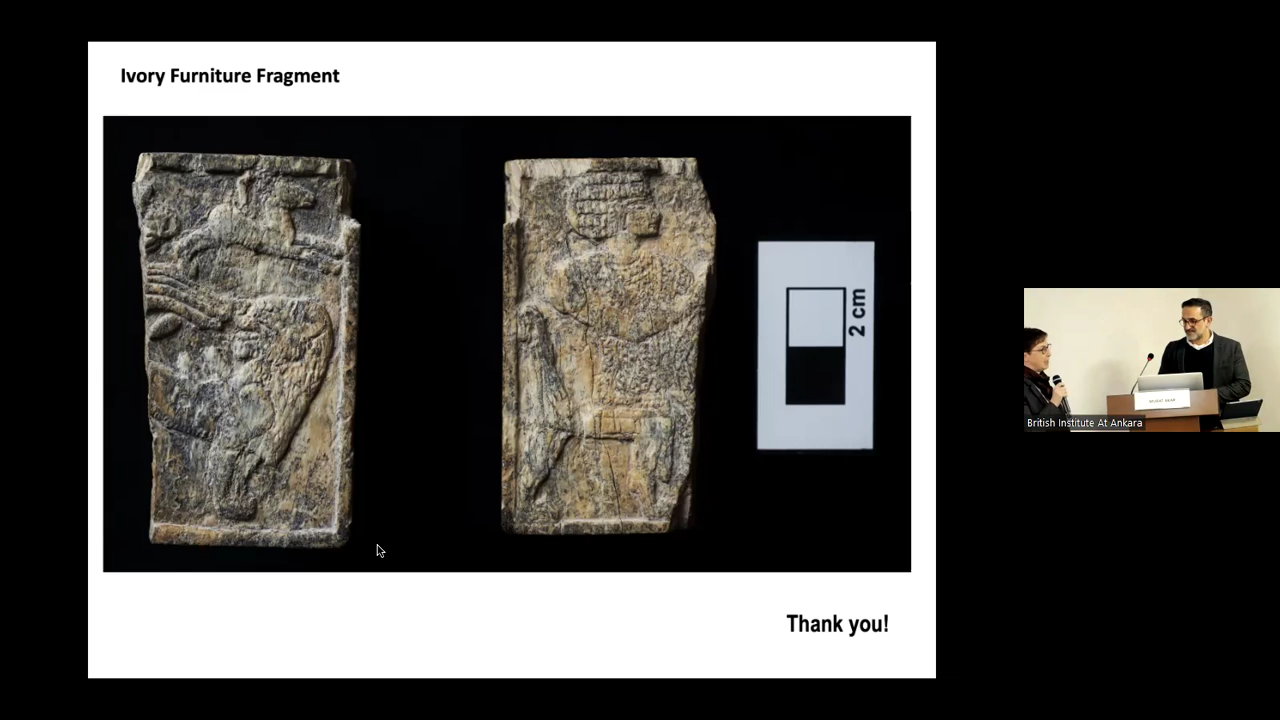 Ivory Furniture Fragment
2 cm
Thank you!
British Institute At Ankara